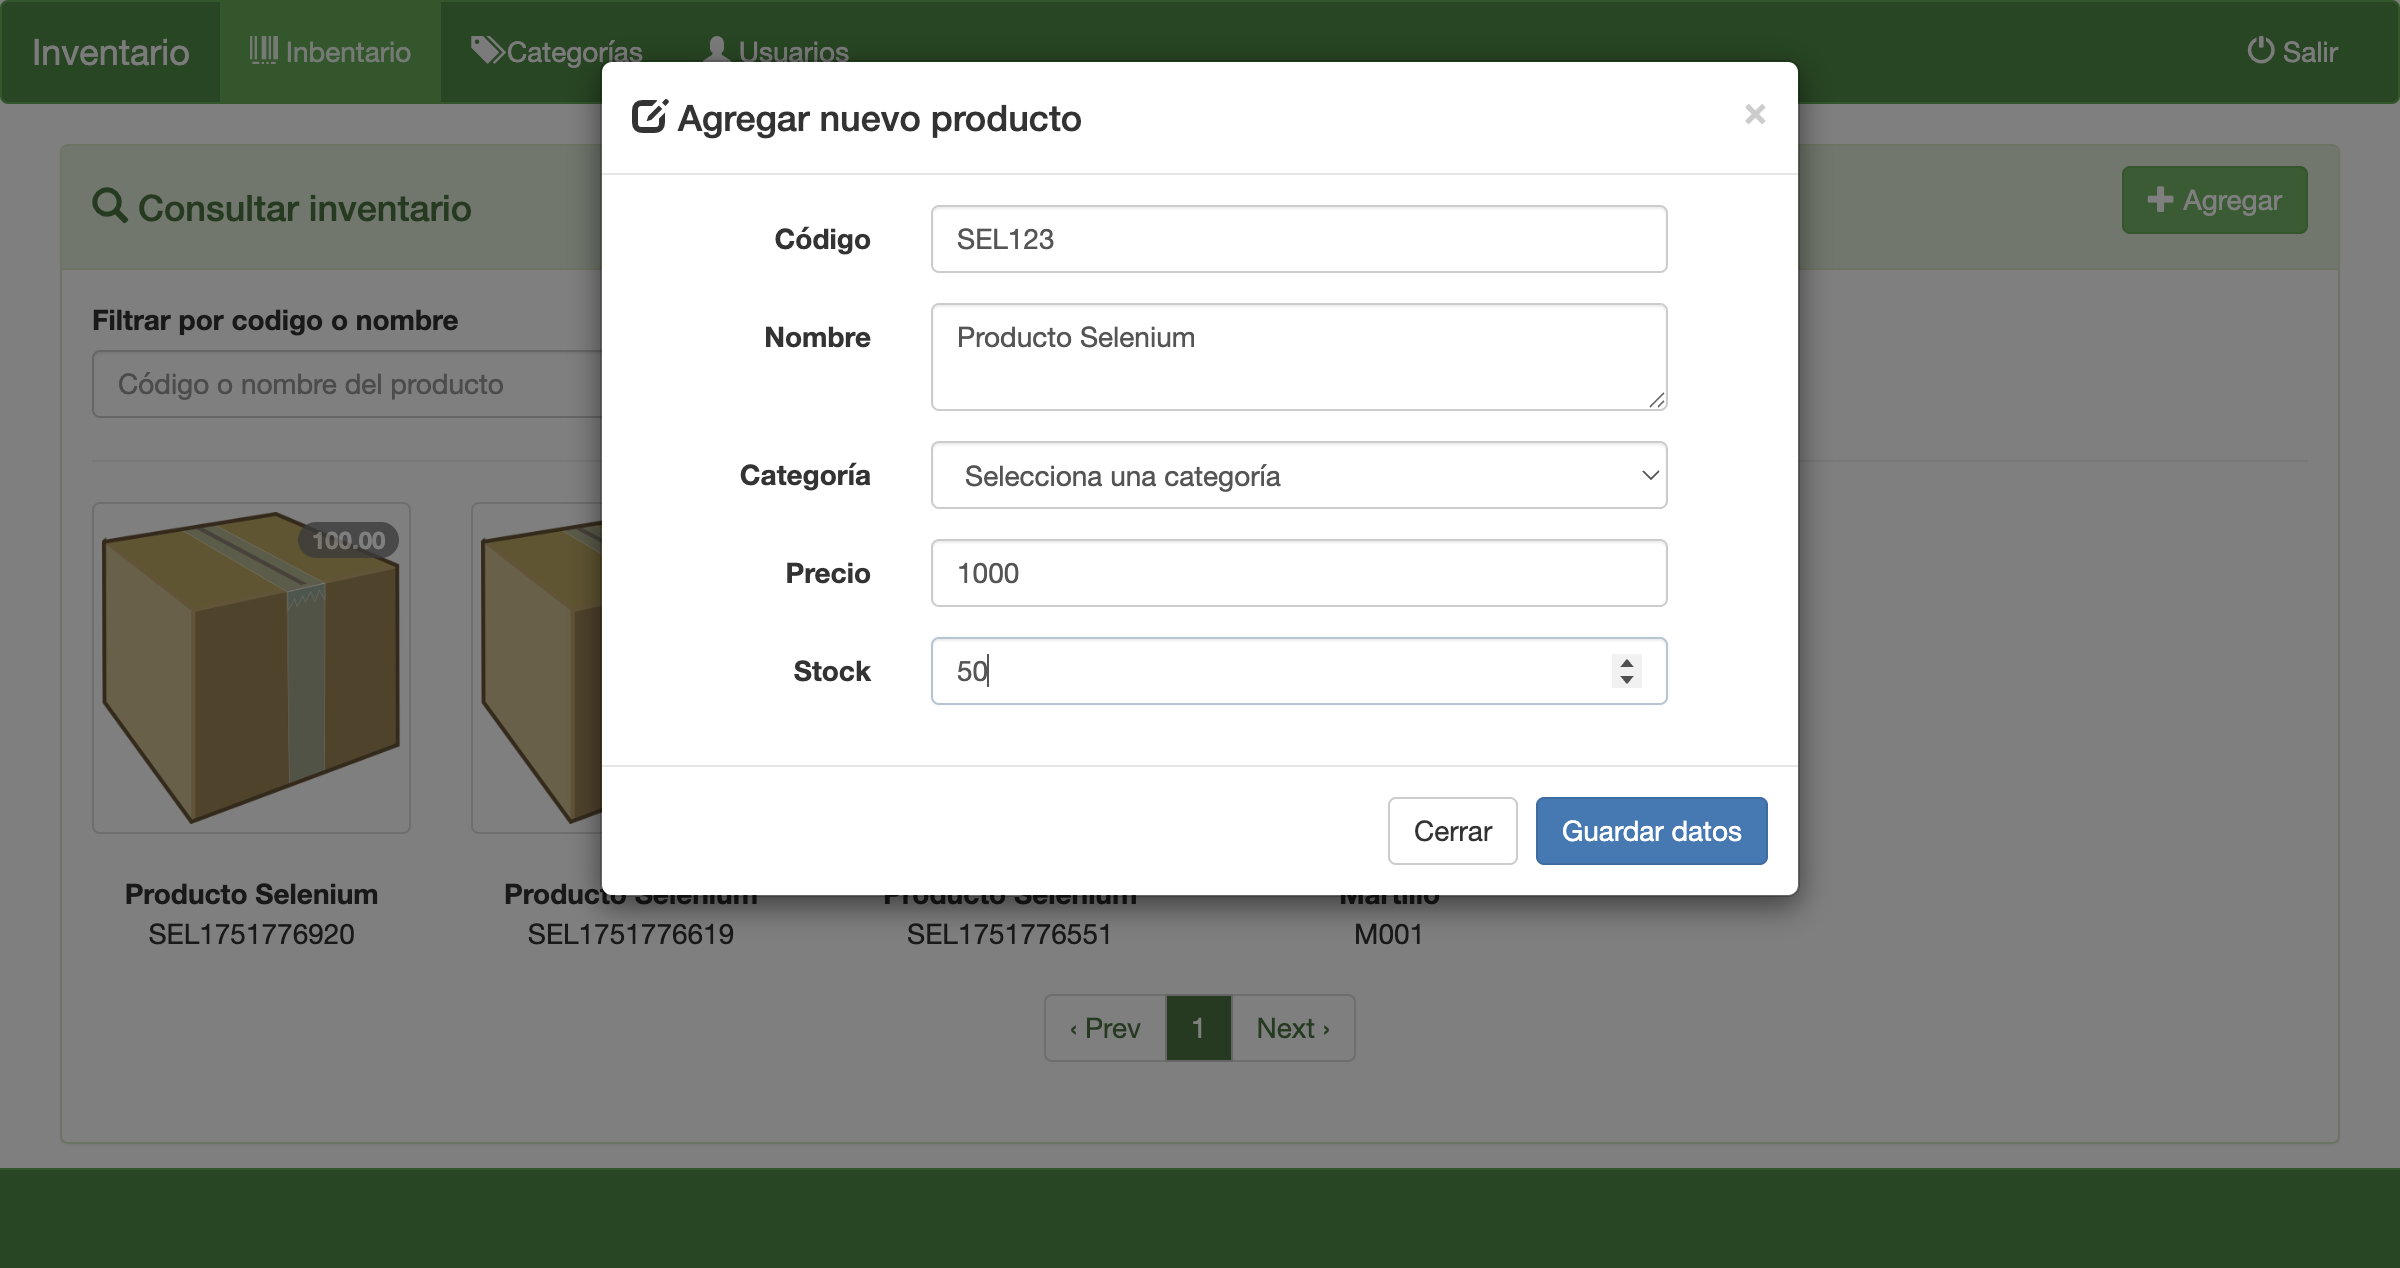 Inventario
Inbentario
Categorías
Usuarios
Salir
Agregar nuevo producto
×
Consultar inventario
Agregar
Código
SEL123
Filtrar por codigo o nombre
Nombre
Producto Selenium
Código o nombre del producto
Categoría
Selecciona una categoría
100.00
Precio
1000
Stock
50
Cerrar
Guardar datos
Producto Selenium
SEL1751776920
Producto Selenium
SEL1751776619
Producto Selenium
SEL1751776551
Martillo
M001
‹ Prev
1
Next ›